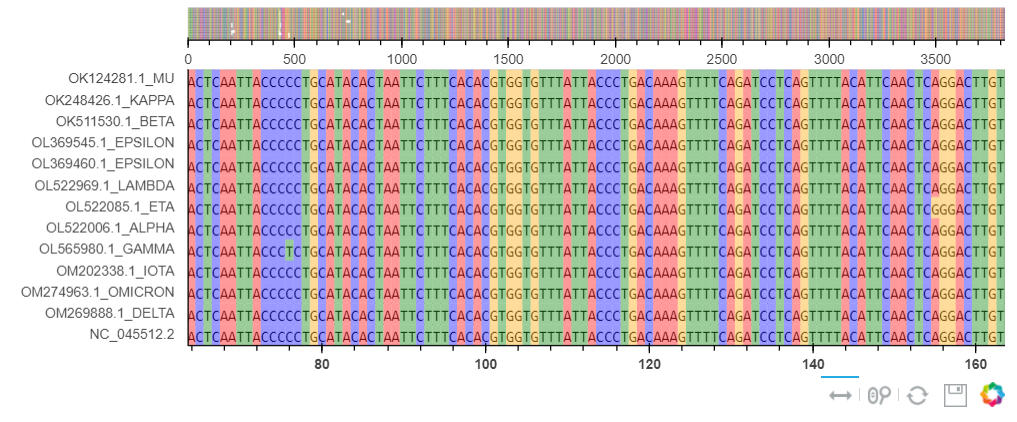 0 500 1000 1500 2000 2500 3000 3500
OK124281.1_MU ACTCAATTACCCCCTGCATACACTAATTCTTTCACACGTGGTGTTTATTACCCTGACAAAGTTTTCAGATCCTCAGTTTTACATTCAACTCAGGACTTGT
OK248426.1_KAPPA ACTCAATTACCCCCTGCATACACTAATTCTTTCACACGTGGTGTTTATTACCCTGACAAAGTTTTCAGATCCTCAGTTTTACATTCAACTCAGGACTTGT
OK511530.1_BETA ACTCAATTACCCCCTGCATACACTAATTCTTTCACACGTGGTGTTTATTACCCTGACAAAGTTTTCAGATCCTCAGTTTTACATTCAACTCAGGACTTGT
OL369545.1_EPSILON ACTCAATTACCCCCTGCATACACTAATTCTTTCACACGTGGTGTTTATTACCCTGACAAAGTTTTCAGATCCTCAGTTTTACATTCAACTCAGGACTTGT
OL369460.1_EPSILON ACTCAATTACCCCCTGCATACACTAATTCTTTCACACGTGGTGTTTATTACCCTGACAAAGTTTTCAGATCCTCAGTTTTACATTCAACTCAGGACTTGT
OL522969.1_LAMBDA ACTCAATTACCCCCTGCATACACTAATTCTTTCACACGTGGTGTTTATTACCCTGACAAAGTTTTCAGATCCTCAGTTTTACATTCAACTCAGGACTTGT
OL522085.1_ETA ACTCAATTACCCCCTGCATACACTAATTCTTTCACACGTGGTGTTTATTACCCTGACAAAGTTTTCAGATCCTCAGTTTTACATTCAACTCGGGACTTGT
OL522006.1_ALPHA ACTCAATTACCCCCTGCATACACTAATTCTTTCACACGTGGTGTTTATTACCCTGACAAAGTTTTCAGATCCTCAGTTTTACATTCAACTCAGGACTTGT
OL565980.1_GAMMA ACTCAATTACCCTCTGCATACACTAATTCTTTCACACGTGGTGTTTATTACCCTGACAAAGTTTTCAGATCCTCAGTTTTACATTCAACTCAGGACTTGT
OM202338.1_IOTA ACTCAATTACCCCCTGCATACACTAATTCTTTCACACGTGGTGTTTATTACCCTGACAAAGTTTTCAGATCCTCAGTTTTACATTCAACTCAGGACTTGT
OM274963.1_OMICRON ACTCAATTACCCCCTGCATACACTAATTCTTTCACACGTGGTGTTTATTACCCTGACAAAGTTTTCAGATCCTCAGTTTTACATTCAACTCAGGACTTGT
OM269888.1_DELTA ACTCAATTACCCCCTGCATACACTAATTCTTTCACACGTGGTGTTTATTACCCTGACAAAGTTTTCAGATCCTCAGTTTTACATTCAACTCAGGACTTGT
NC_045512.2 ACTCAATTACCCCCTGCATACACTAATTCTTTCACACGTGGTGTTTATTACCCTGACAAAGTTTTCAGATCCTCAGTTTTACATTCAACTCAGGACTTGT
80 100 120 140 160